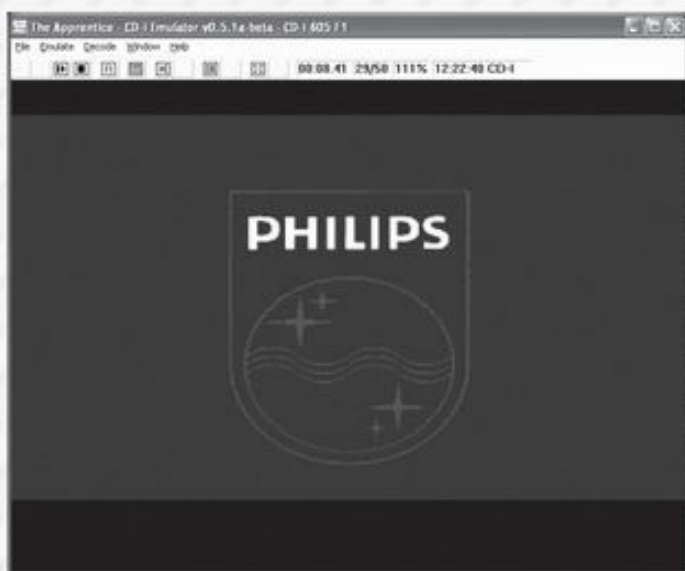 The Apprentice - CD-i Emulator v0.5.1a-beta - CD-I 605 F1
File Emulate Decode Window Help
00:08.41 29/50 111% 12:22:40 CD-I
PHILIPS